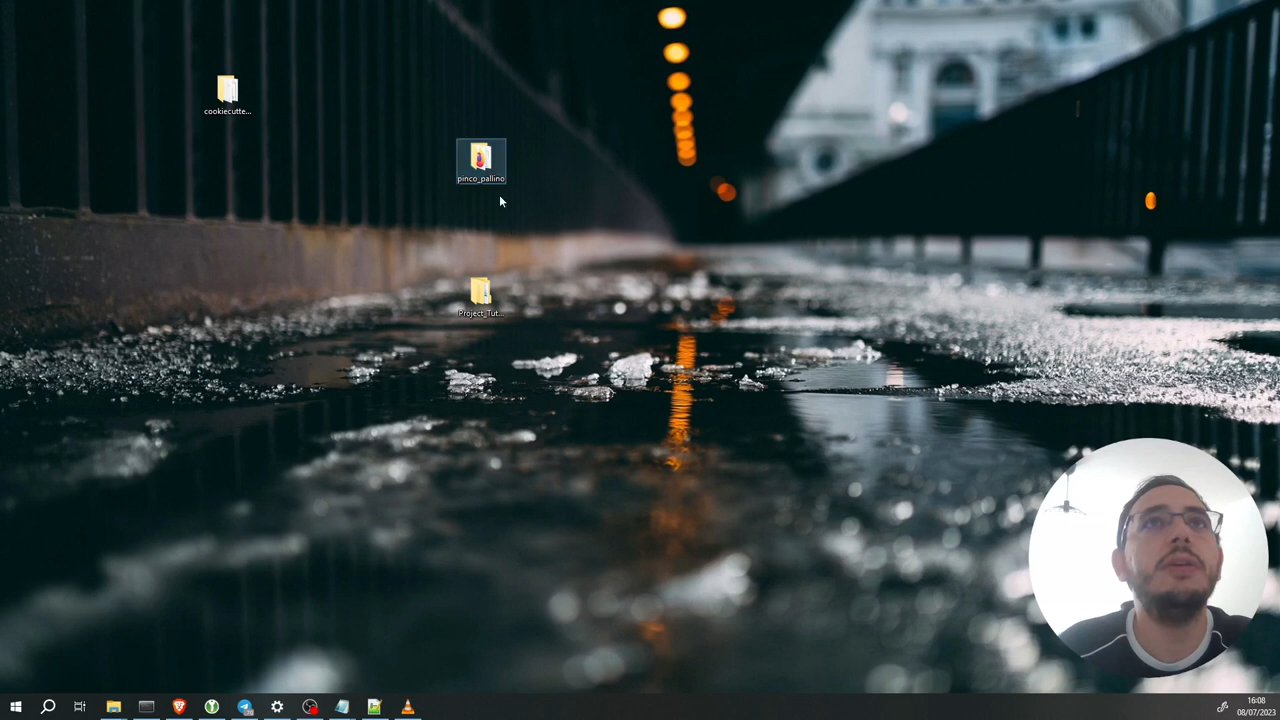 cookiecutte...
pinco_pallino
Project_Tut...
16:08
08/07/2023